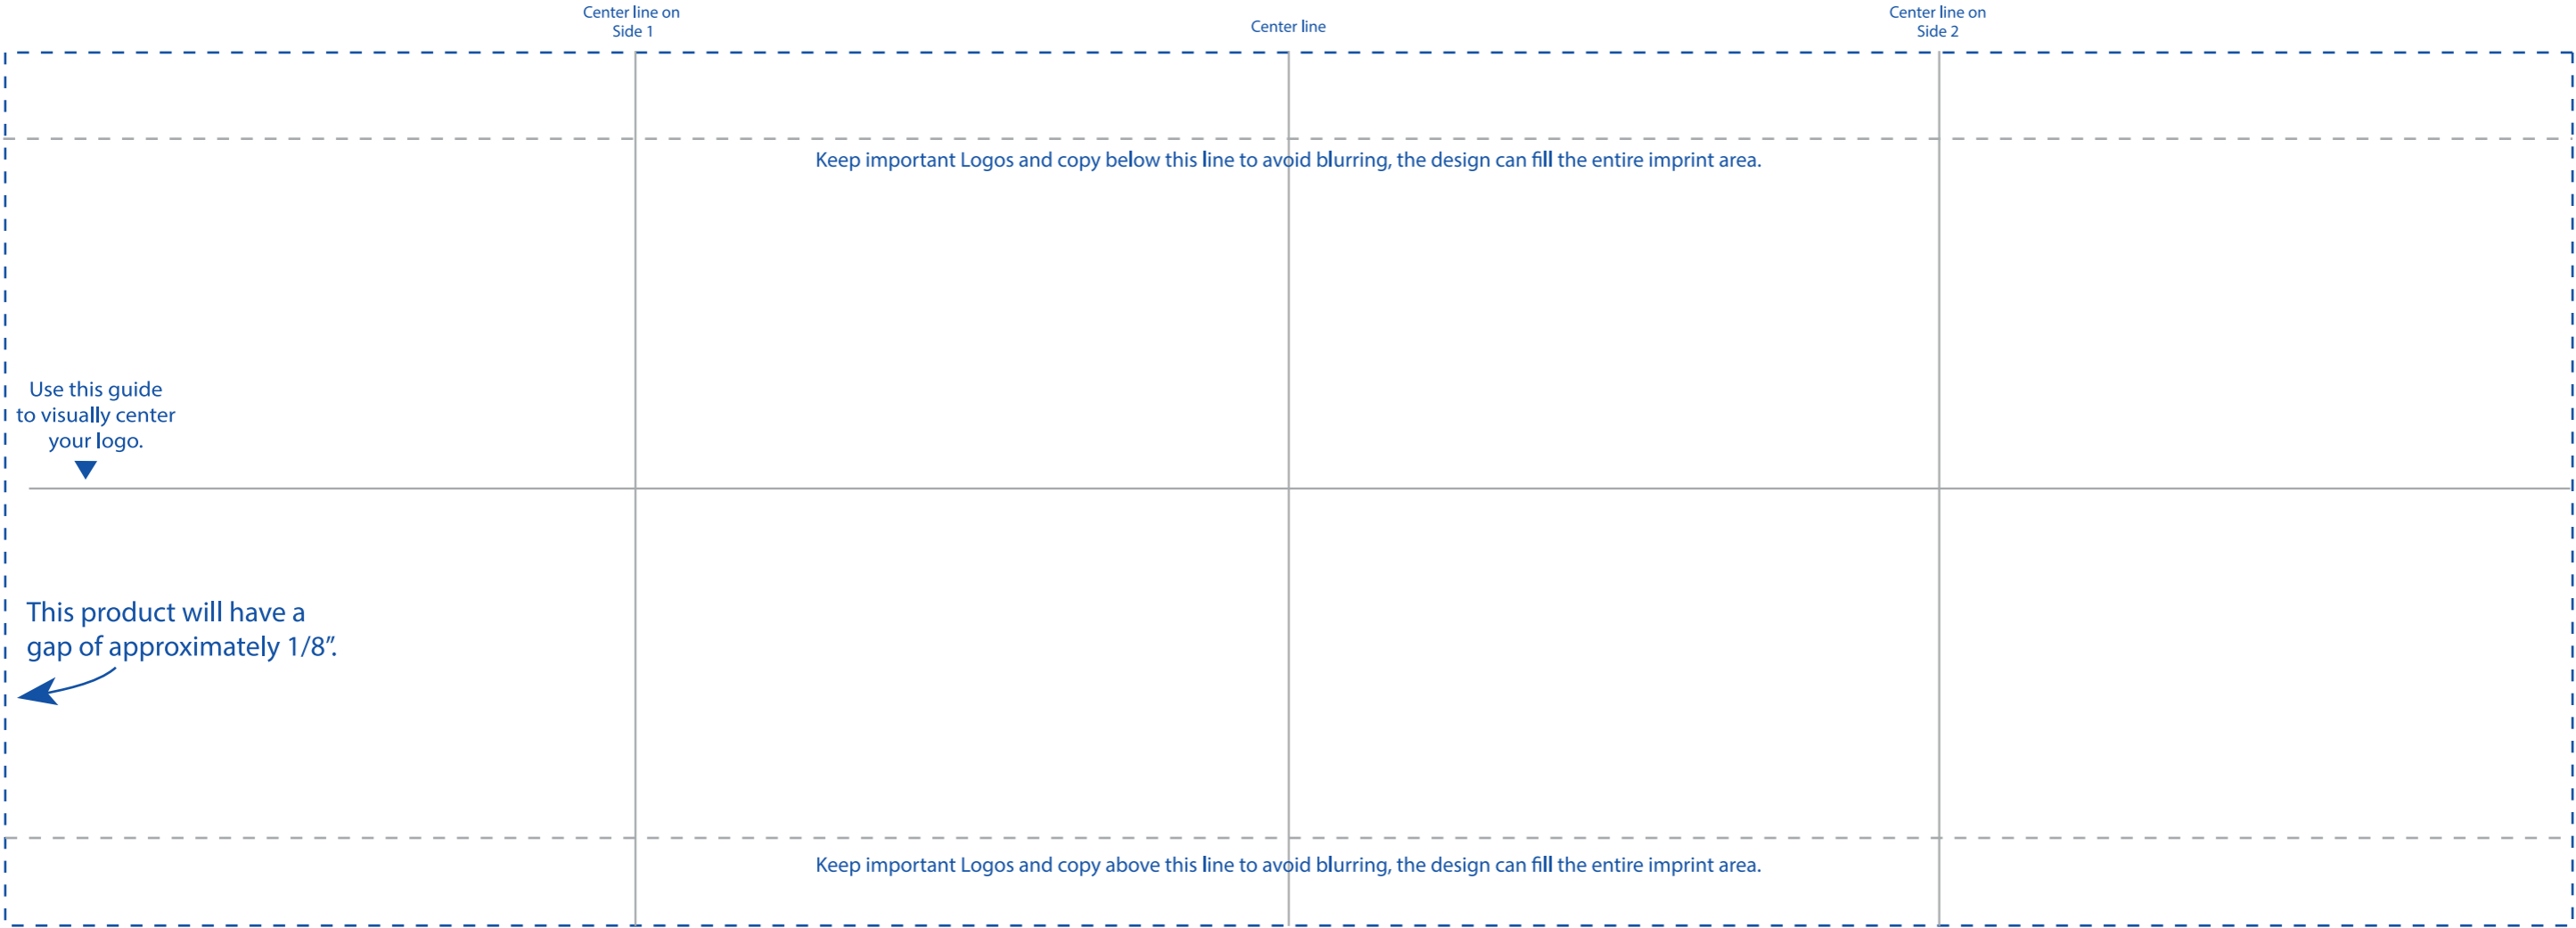 Center line on
Side 1
Center line
Center line on
Side 2
Keep important Logos and copy below this line to avoid blurring, the design can fill the entire imprint area.
Use this guide
to visually center
your logo.
This product will have a
gap of approximately 1/8”.
Keep important Logos and copy above this line to avoid blurring, the design can fill the entire imprint area.